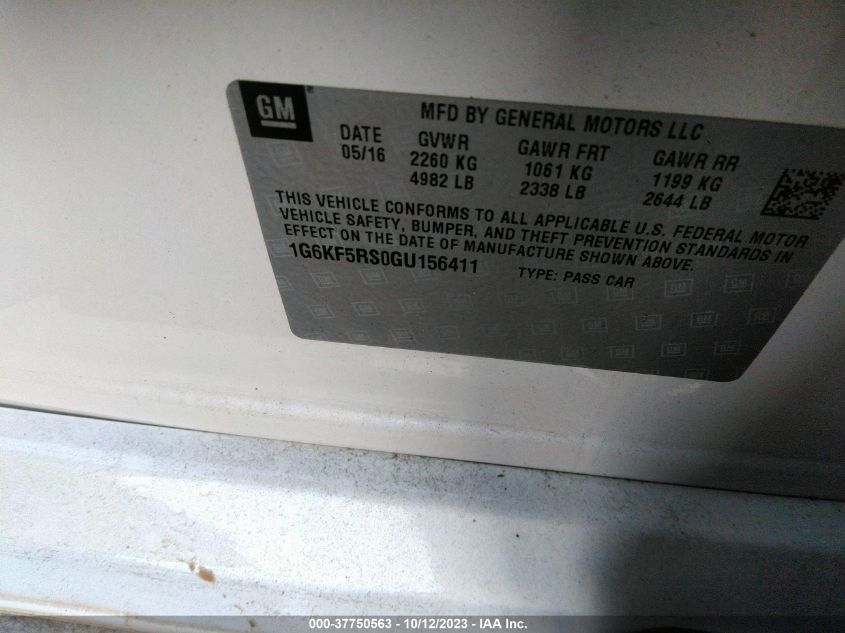 GM
MFD BY GENERAL MOTORS LLC
DATE GVWR GAWR FRT GAWR RR
05/16 2260 KG 1061 KG 1199 KG
4982 LB 2338 LB 2644 LB
THIS VEHICLE CONFORMS TO ALL APPLICABLE U.S. FEDERAL MOTOR
VEHICLE SAFETY, BUMPER, AND THEFT PREVENTION STANDARDS IN
EFFECT ON THE DATE OF MANUFACTURE SHOWN ABOVE.
1G6KF5RS0GU156411 TYPE: PASS CAR
000-37750563 - 10/12/2023 - IAA Inc.